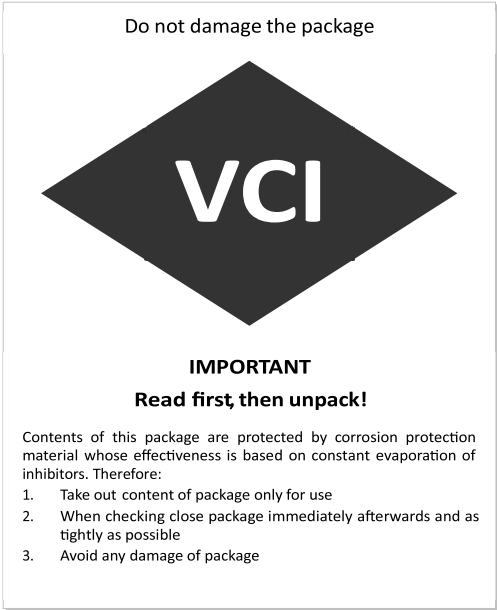 Do not damage the package
VCI
IMPORTANT
Read first, then unpack!
Contents of this package are protected by corrosion protection
material whose effectiveness is based on constant evaporation of
inhibitors. Therefore:
1. Take out content of package only for use
2. When checking close package immediately afterwards and as
tightly as possible
3. Avoid any damage of package